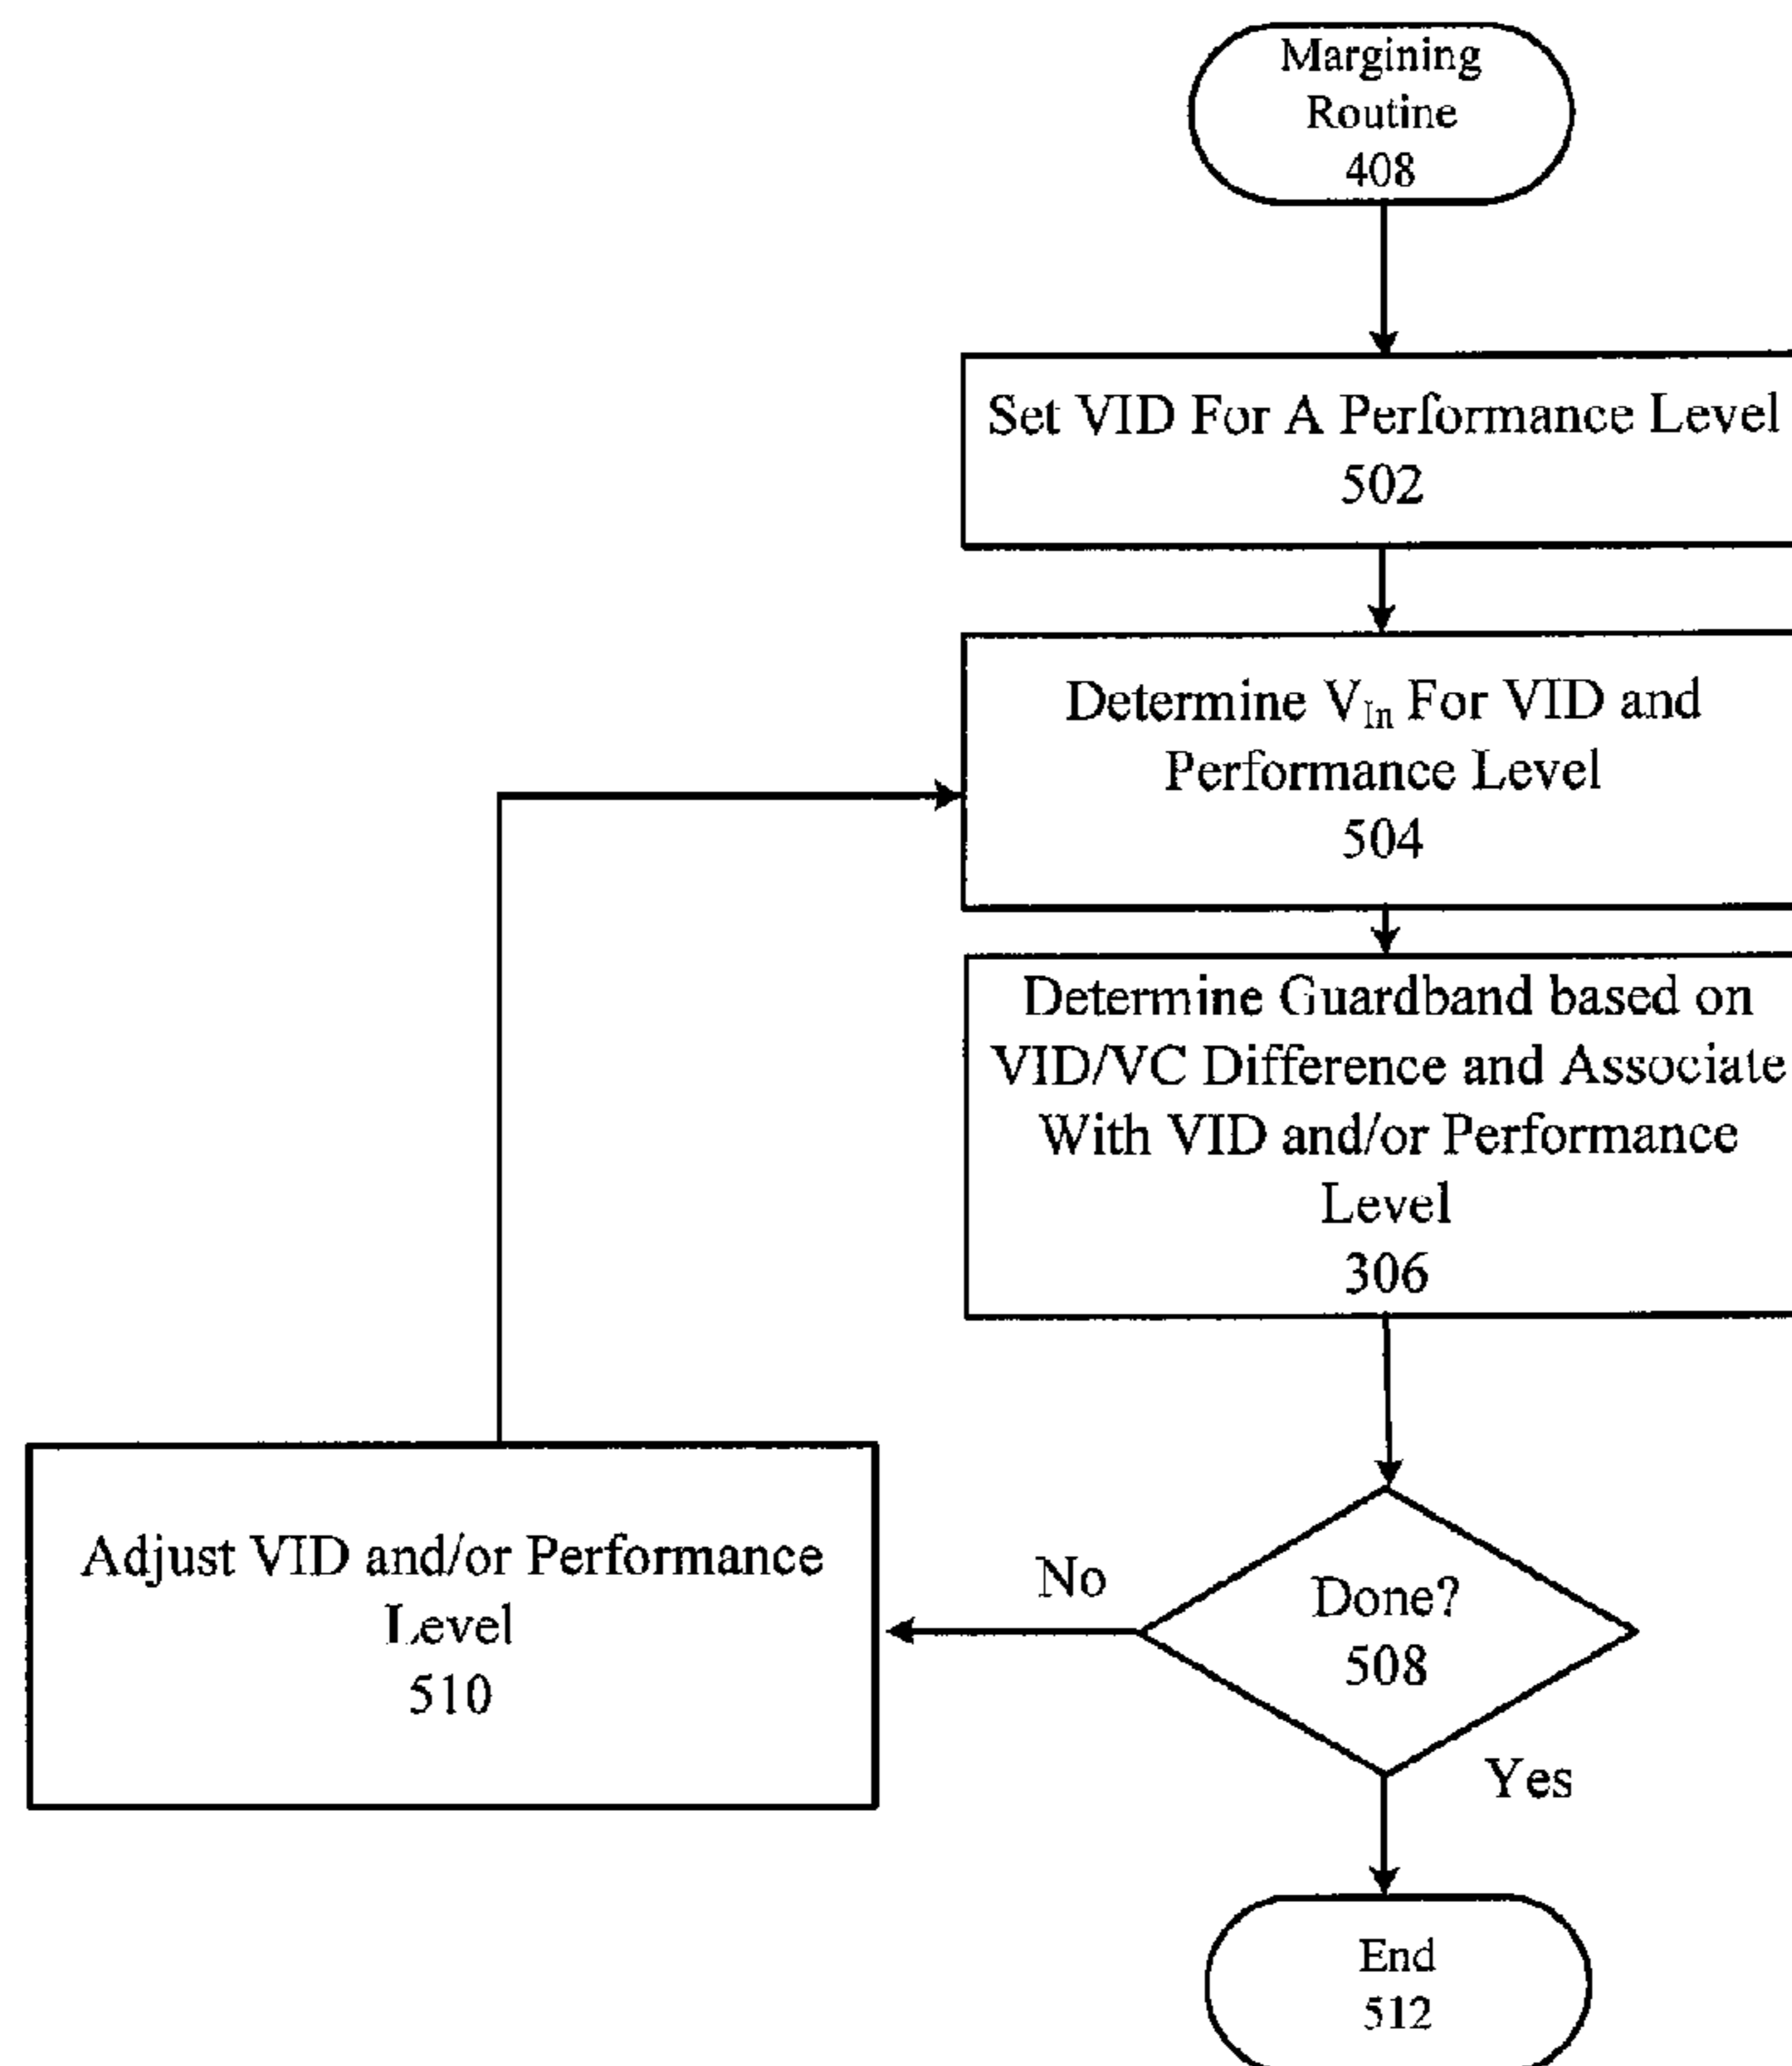 Margining
Routine
408
Set VID For A Performance Level
502
Determine VIn For VID and
Performance Level
504
Determine Guardband based on
VID/VC Difference and Associate
With VID and/or Performance
Level
306
Adjust VID and/or Performance
Level
510
No
Done?
508
Yes
End
512